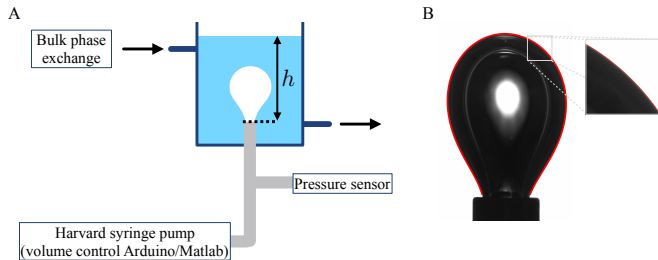 A
Bulk phase
exchange
h
Pressure sensor
Harvard syringe pump
(volume control Arduino/Matlab)
B